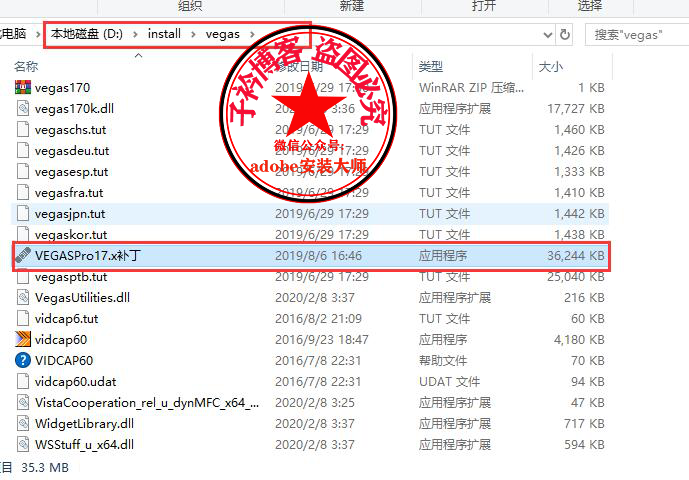 组织 新建 打开 选择
电脑 › 本地磁盘 (D:) › install › vegas › 搜索"vegas"
名称 修改日期 类型 大小
vegas170 2019/6/29 17:29 WinRAR ZIP 压缩... 1 KB
vegas170k.dll 3:36 应用程序扩展 17,727 KB
vegaschs.tut 2019/6/29 17:29 TUT 文件 1,460 KB
vegasdeu.tut 2019/6/29 17:29 TUT 文件 1,426 KB
vegasesp.tut 2019/6/29 17:29 TUT 文件 1,333 KB
vegasfra.tut 2019/6/29 17:29 TUT 文件 1,410 KB
vegasjpn.tut 2019/6/29 17:29 TUT 文件 1,442 KB
vegaskor.tut 2019/6/29 17:29 TUT 文件 1,438 KB
VEGASPro17.x补丁 2019/8/6 16:46 应用程序 36,244 KB
vegasptb.tut 2019/6/29 17:29 TUT 文件 25,040 KB
VegasUtilities.dll 2020/2/8 3:37 应用程序扩展 216 KB
vidcap6.tut 2016/8/2 21:09 TUT 文件 60 KB
vidcap60 2016/9/23 18:47 应用程序 4,180 KB
VIDCAP60 2016/7/8 22:31 帮助文件 70 KB
vidcap60.udat 2016/7/8 22:31 UDAT 文件 94 KB
VistaCooperation_rel_u_dynMFC_x64_... 2020/2/8 3:25 应用程序扩展 47 KB
WidgetLibrary.dll 2020/2/8 3:37 应用程序扩展 717 KB
WSStuff_u_x64.dll 2020/2/8 3:37 应用程序扩展 594 KB
目 35.3 MB
子衿博客 盗图必究
微信公众号:
adobe安装大师